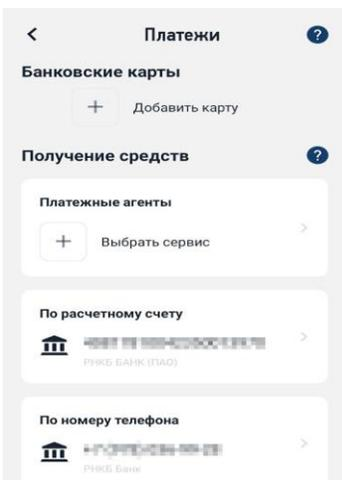 Платежи
?
Банковские карты
Добавить карту
Получение средств
?
Платежные агенты
Выбрать сервис
По расчетному счету
РНКБ БАНК (ПАО)
По номеру телефона
РНКБ Банк